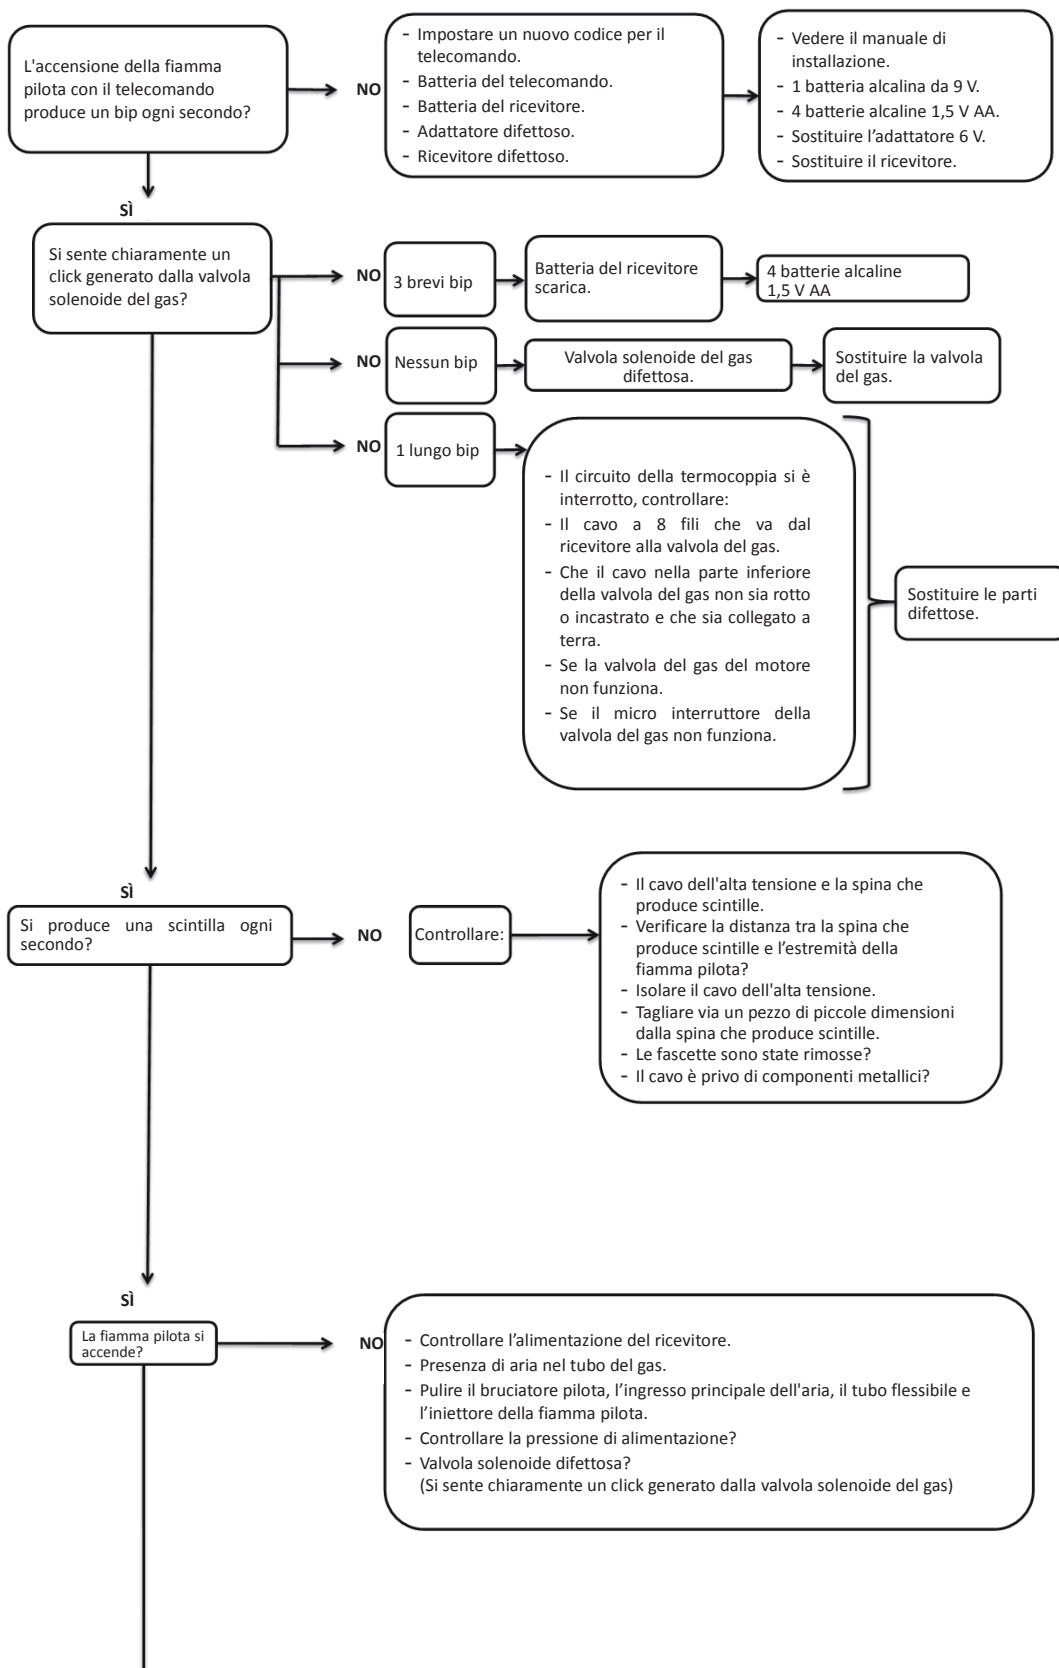 L'accensione della fiamma
pilota con il telecomando
produce un bip ogni secondo?
NO
- Impostare un nuovo codice per il
telecomando.
- Batteria del telecomando.
- Batteria del ricevitore.
- Adattatore difettoso.
- Ricevitore difettoso.
- Vedere il manuale di
installazione.
- 1 batteria alcalina da 9 V.
- 4 batterie alcaline 1,5 V AA.
- Sostituire l’adattatore 6 V.
- Sostituire il ricevitore.
SÌ
Si sente chiaramente un
click generato dalla valvola
solenoide del gas?
NO
3 brevi bip
Batteria del ricevitore
scarica.
4 batterie alcaline
1,5 V AA
NO
Nessun bip
Valvola solenoide del gas
difettosa.
Sostituire la valvola
del gas.
NO
1 lungo bip
- Il circuito della termocoppia si è
interrotto, controllare:
- Il cavo a 8 fili che va dal
ricevitore alla valvola del gas.
- Che il cavo nella parte inferiore
della valvola del gas non sia rotto
o incastrato e che sia collegato a
terra.
- Se la valvola del gas del motore
non funziona.
- Se il micro interruttore della
valvola del gas non funziona.
Sostituire le parti
difettose.
SÌ
Si produce una scintilla ogni
secondo?
NO
Controllare:
- Il cavo dell'alta tensione e la spina che
produce scintille.
- Verificare la distanza tra la spina che
produce scintille e l’estremità della
fiamma pilota?
- Isolare il cavo dell'alta tensione.
- Tagliare via un pezzo di piccole dimensioni
dalla spina che produce scintille.
- Le fascette sono state rimosse?
- Il cavo è privo di componenti metallici?
SÌ
La fiamma pilota si
accende?
NO
- Controllare l’alimentazione del ricevitore.
- Presenza di aria nel tubo del gas.
- Pulire il bruciatore pilota, l’ingresso principale dell'aria, il tubo flessibile e
l’iniettore della fiamma pilota.
- Controllare la pressione di alimentazione?
- Valvola solenoide difettosa?
(Si sente chiaramente un click generato dalla valvola solenoide del gas)